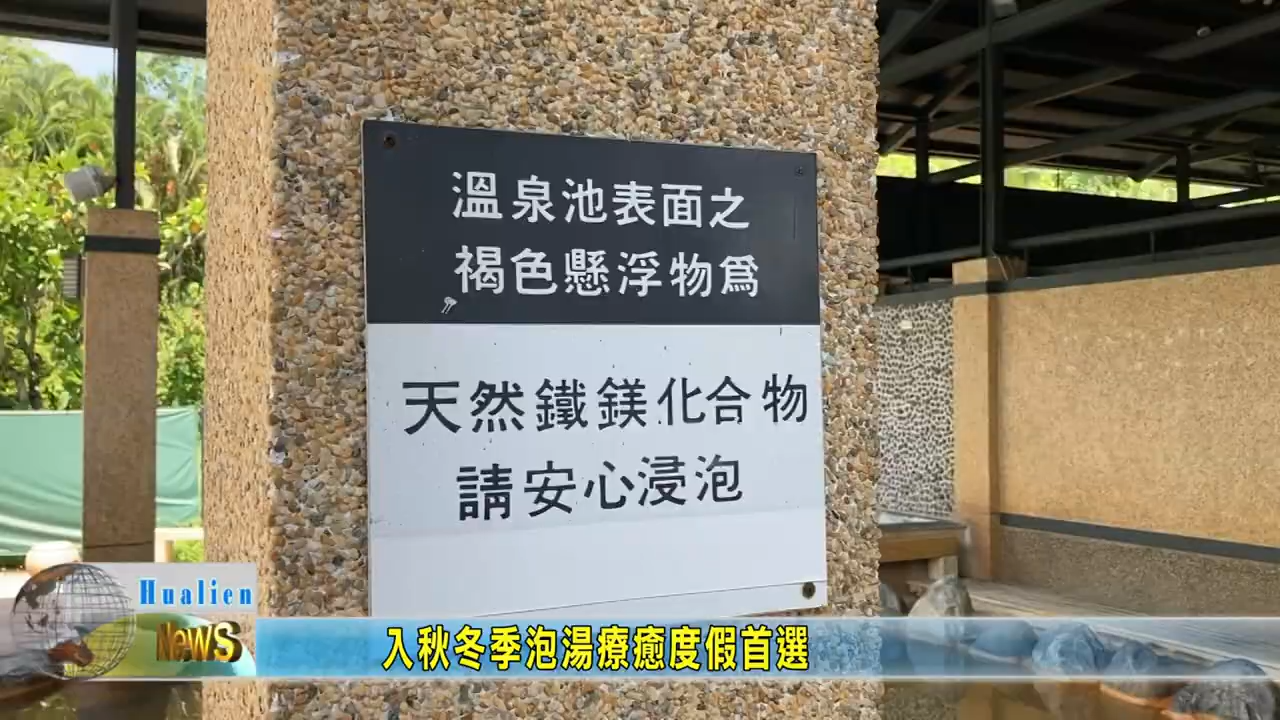 溫泉池表面之
褐色懸浮物為
天然鐵鎂化合物
請安心浸泡
Hualien
NewS
入秋冬季泡湯療癒度假首選